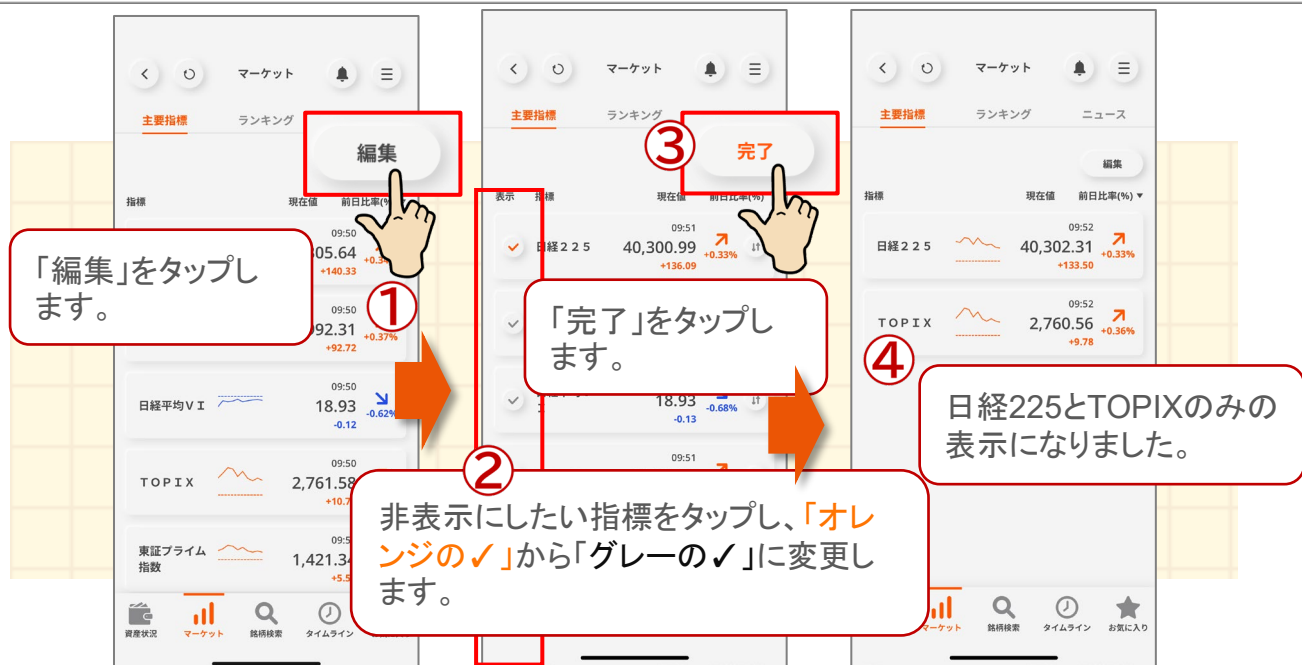 マーケット
主要指標
ランキング
編集
指標
現在値
前日比率(%)
09:50
05.64
+140.33
09:50
92.31
+0.37%
+92.72
日経平均VI
09:50
18.93
-0.62%
-0.12
TOPIX
09:50
2,761.58
+10.7
東証プライム
指数
1,421.34
+5.5
資産状況
マーケット
銘柄検索
タイムライン
「編集」をタップし
ます。
①
マーケット
主要指標
ランキング
③
完了
表示
指標
現在値
前日比率(%)
日経225
09:51
40,300.99
+0.33%
+136.09
「完了」をタップし
ます。
18.93
-0.68%
-0.13
09:51
②
非表示にしたい指標をタップし、「オレ
ンジの✓」から「グレーの✓」に変更し
ます。
マーケット
主要指標
ランキング
ニュース
編集
指標
現在値
前日比率(%) ▼
日経225
09:52
40,302.31
+0.33%
+133.50
TOPIX
09:52
2,760.56
+0.36%
+9.78
④
日経225とTOPIXのみの
表示になりました。
マーケット
銘柄検索
タイムライン
お気に入り